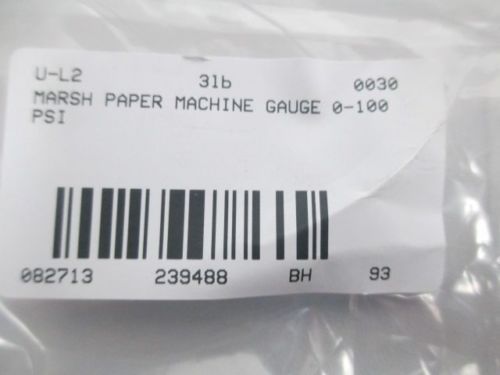 U-L2 3lb 0030
MARSH PAPER MACHINE GAUGE 0-100
PSI
082713 239488 BH 93